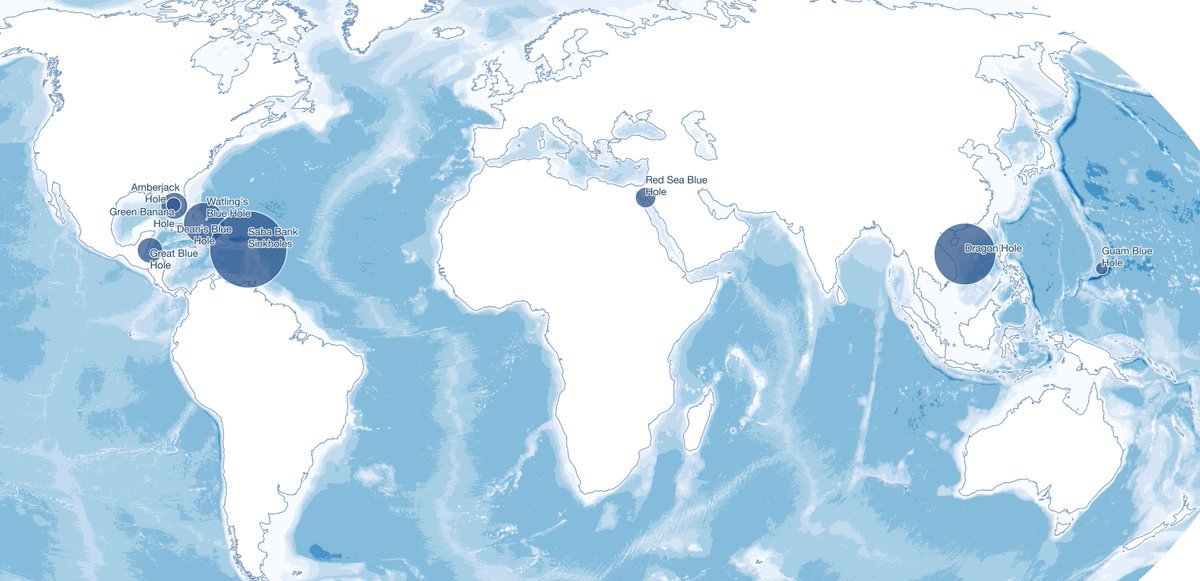 Amberjack
Hole
Green Banana
Hole
Watling's
Blue Hole
Dean's Blue
Hole
Saba Bank
Sinkholes
Great Blue
Hole
Red Sea Blue
Hole
Dragon Hole
Guam Blue
Hole